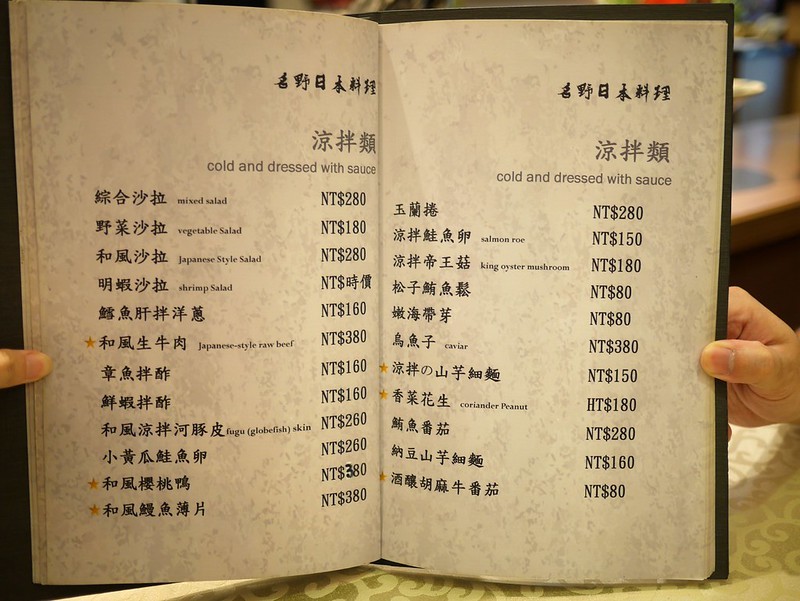 名野日本料理
涼拌類
cold and dressed with sauce
綜合沙拉 mixed salad NT$280
野菜沙拉 vegetable Salad NT$180
和風沙拉 Japanese Style Salad NT$280
明蝦沙拉 shrimp Salad NT$時價
鱈魚肝拌洋蔥 NT$160
★和風生牛肉 Japanese-style raw beef NT$380
章魚拌酢 NT$160
鮮蝦拌酢 NT$160
和風涼拌河豚皮 fugu (globefish) skin NT$260
小黃瓜鮭魚卵 NT$260
★和風櫻桃鴨 NT$380
★和風鰻魚薄片 NT$380
名野日本料理
涼拌類
cold and dressed with sauce
玉蘭捲 NT$280
涼拌鮭魚卵 salmon roe NT$150
涼拌帝王菇 king oyster mushroom NT$180
松子鮪魚鬆 NT$80
嫩海帶芽 NT$80
烏魚子 caviar NT$380
★涼拌の山芋細麵 NT$150
★香菜花生 coriander Peanut HT$180
鮪魚番茄 NT$280
納豆山芋細麵 NT$160
★酒釀胡麻牛番茄 NT$80